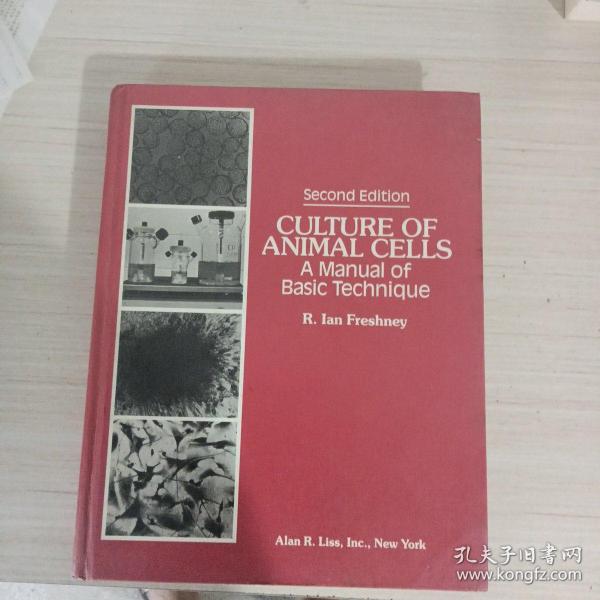 Second Edition
CULTURE OF
ANIMAL CELLS
A Manual of
Basic Technique
R. Ian Freshney
Alan R. Liss, Inc., New York
孔夫子旧書网
www.kongfz.com